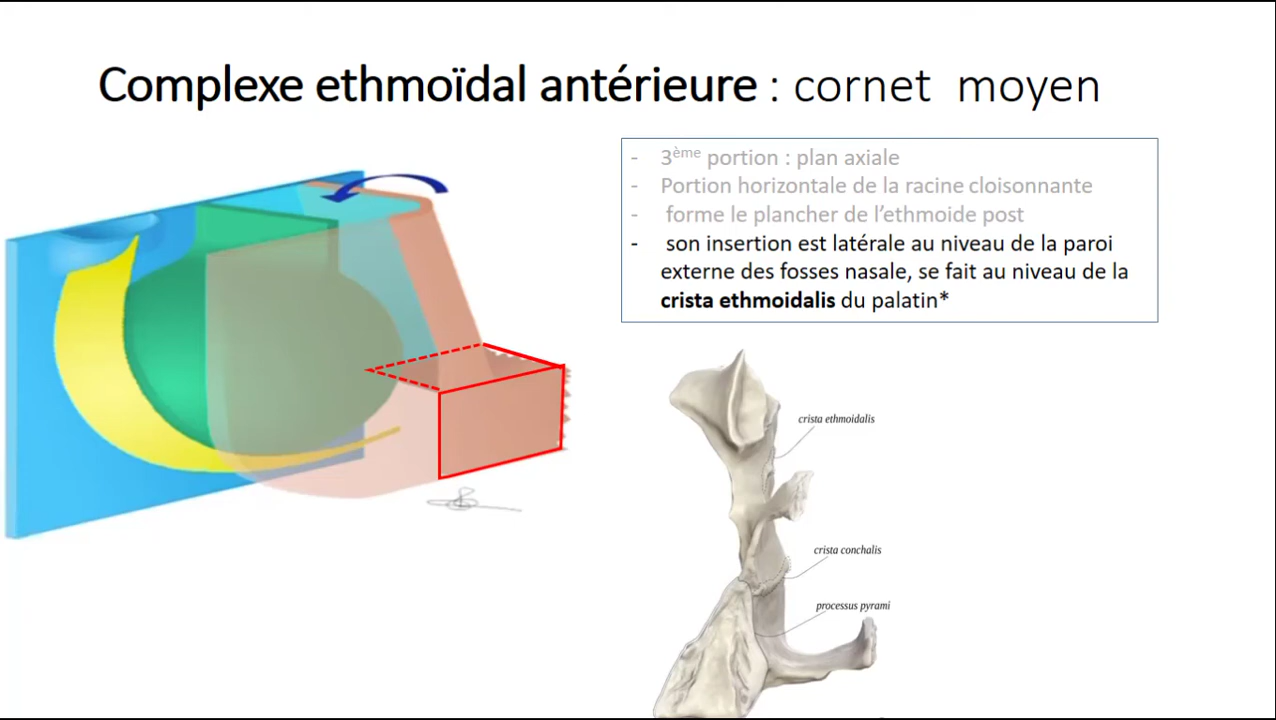 Complexe ethmoïdal antérieure : cornet moyen
- 3ème portion : plan axiale
- Portion horizontale de la racine cloisonnante
- forme le plancher de l'ethmoide post
- son insertion est latérale au niveau de la paroi
externe des fosses nasale, se fait au niveau de la
crista ethmoidalis du palatin*
crista ethmoidalis
crista conchalis
processus pyrami